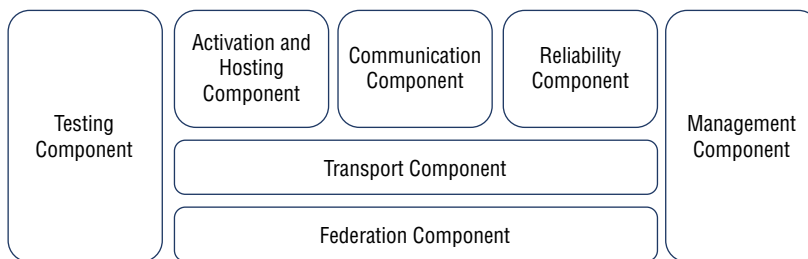 Testing
Component
Activation and
Hosting
Component
Communication
Component
Reliability
Component
Transport Component
Federation Component
Management
Component